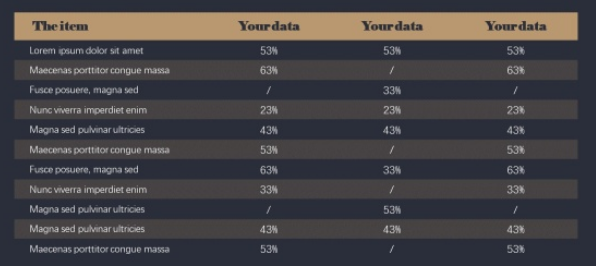 The item Your data Your data Your data
Lorem ipsum dolor sit amet 53% 53% 53%
Maecenas porttitor congue massa 63% / 63%
Fusce posuere, magna sed / 33% /
Nunc viverra imperdiet enim 23% 23% 23%
Magna sed pulvinar ultricies 43% 43% 43%
Maecenas porttitor congue massa 53% / 53%
Fusce posuere, magna sed 63% 33% 63%
Nunc viverra imperdiet enim 33% / 33%
Magna sed pulvinar ultricies / 53% /
Magna sed pulvinar ultricies 43% 43% 43%
Maecenas porttitor congue massa 53% / 53%